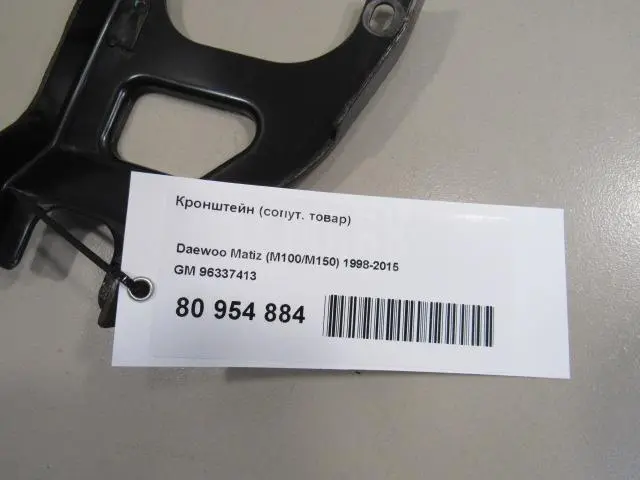 Кронштейн (сопут. товар)
Daewoo Matiz (M100/M150) 1998-2015
GM 96337413
80 954 884